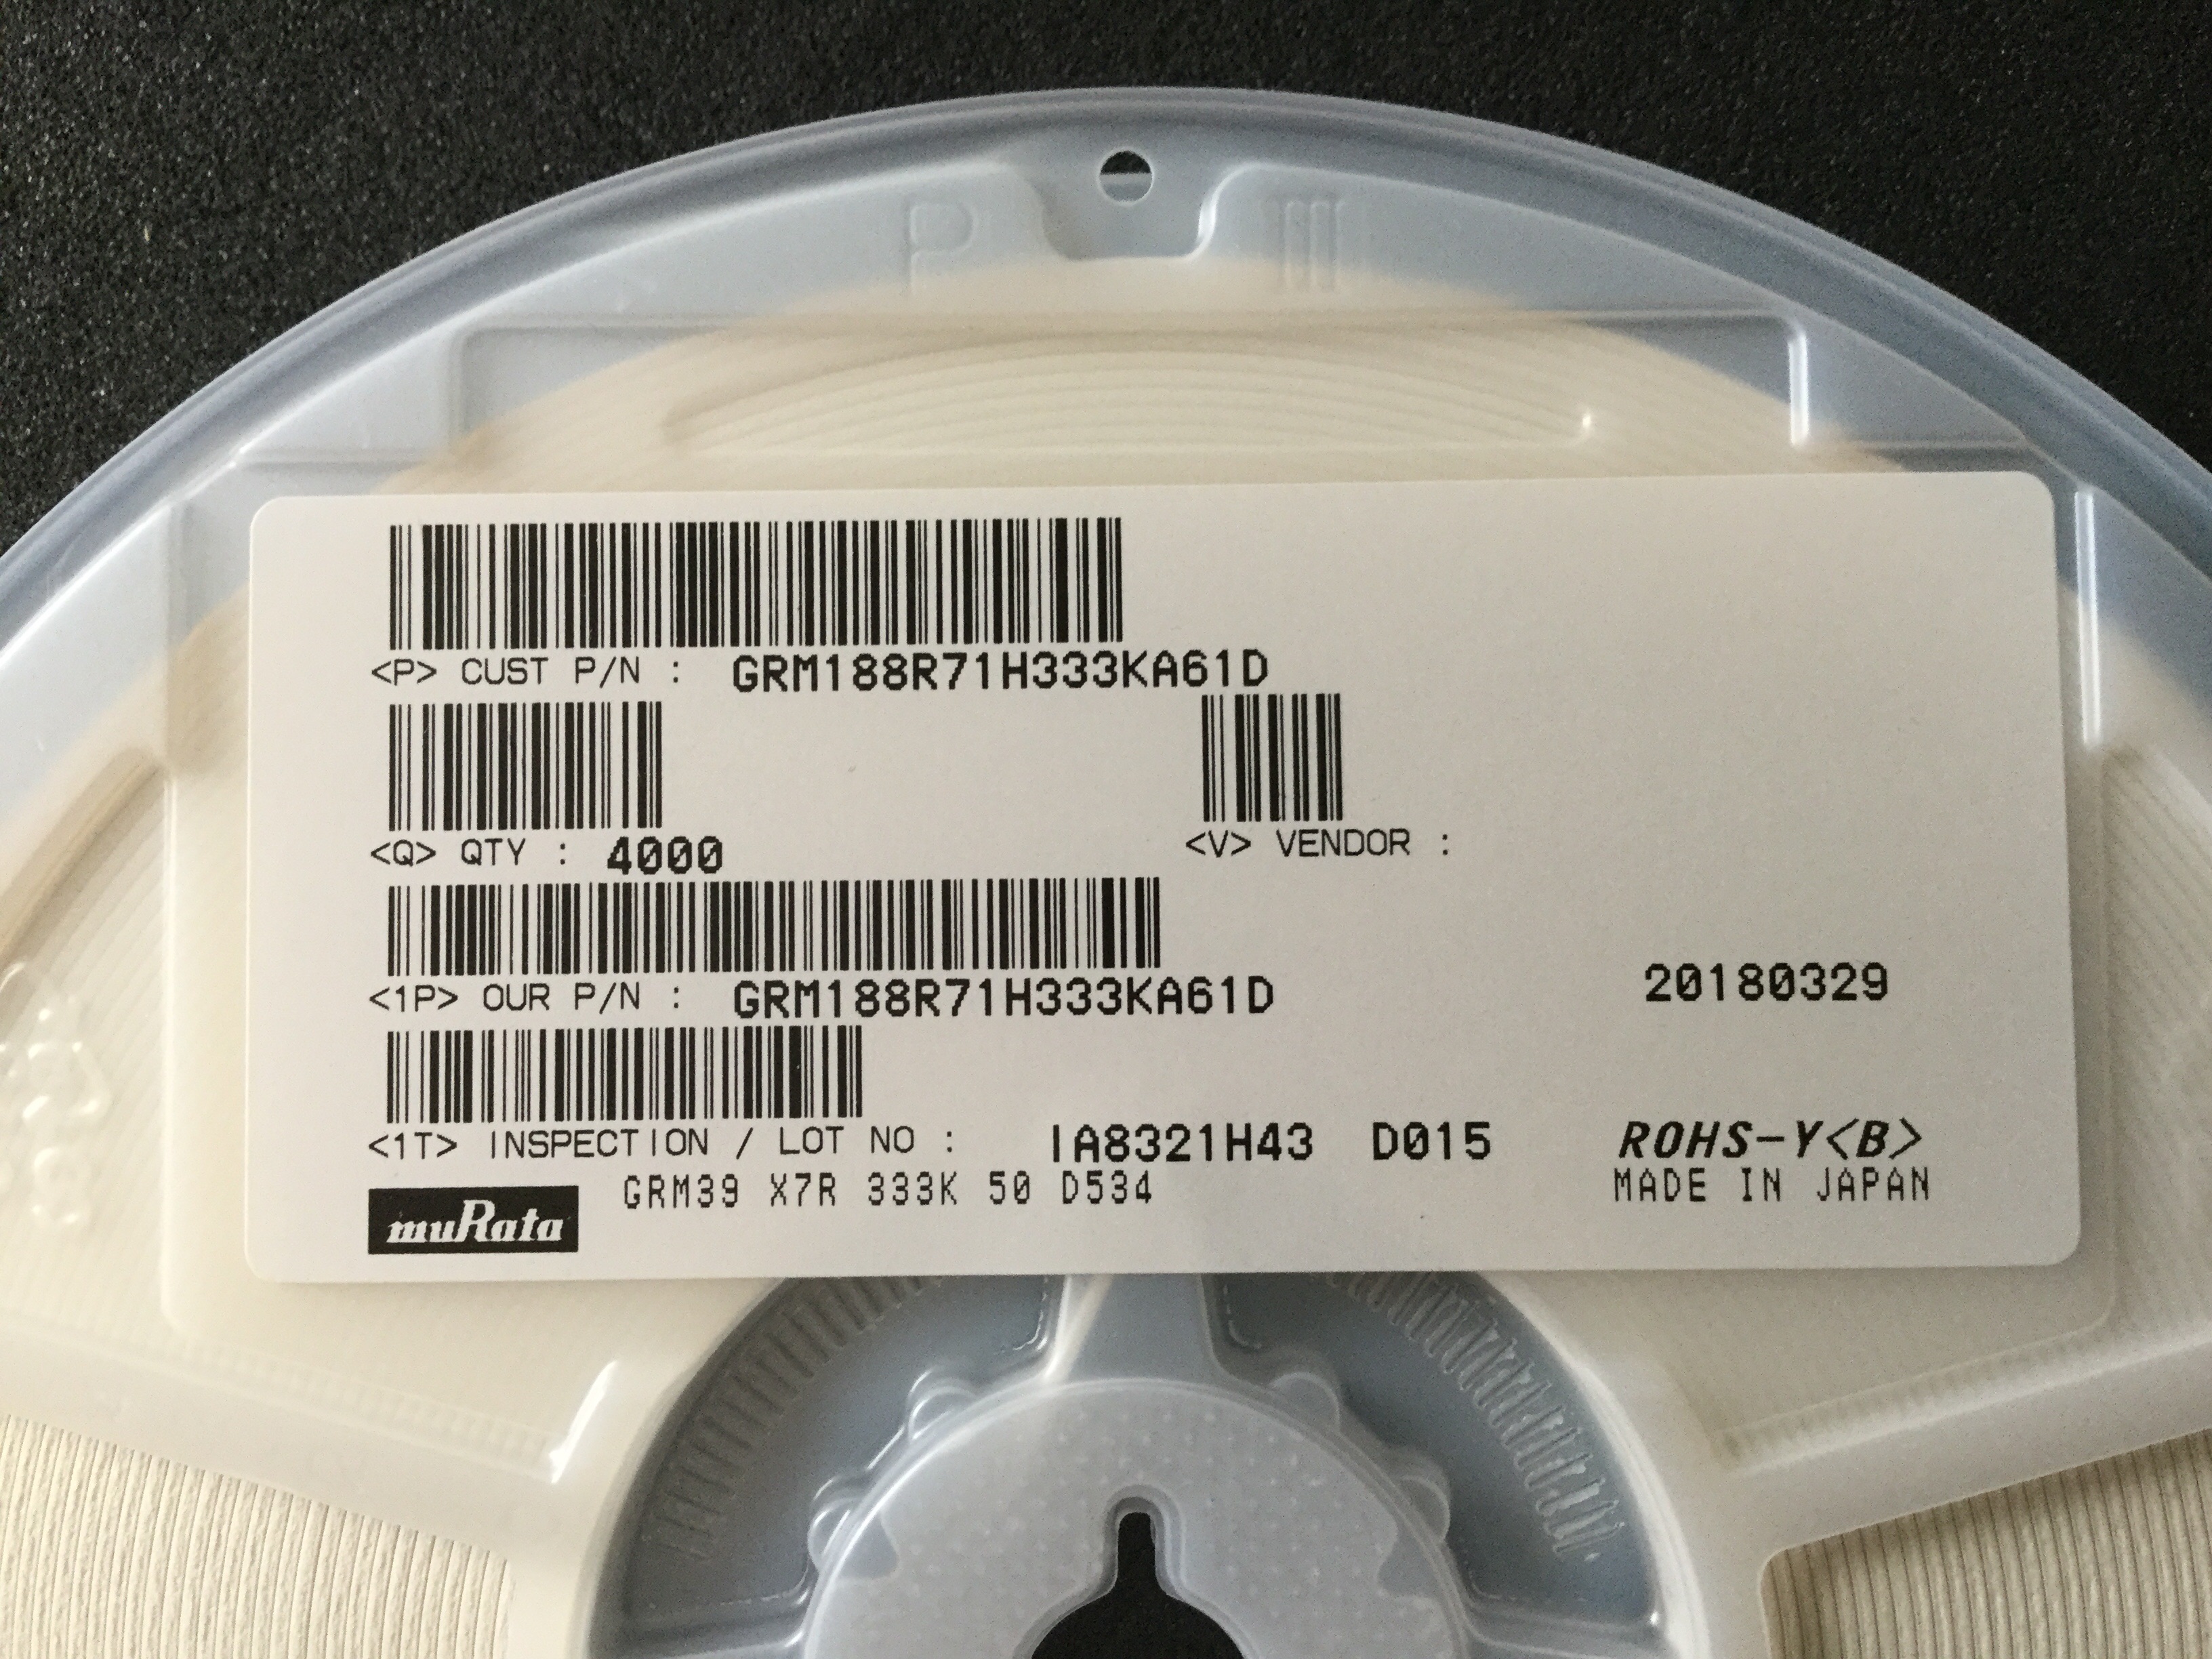 P
<P> CUST P/N : GRM188R71H333KA61D
<Q> QTY : 4000
<V> VENDOR :
<1P> OUR P/N : GRM188R71H333KA61D
20180329
<1T> INSPECTION / LOT NO : IA8321H43 D015
ROHS-Y<B>
GRM39 X7R 333K 50 D534
MADE IN JAPAN
muRata